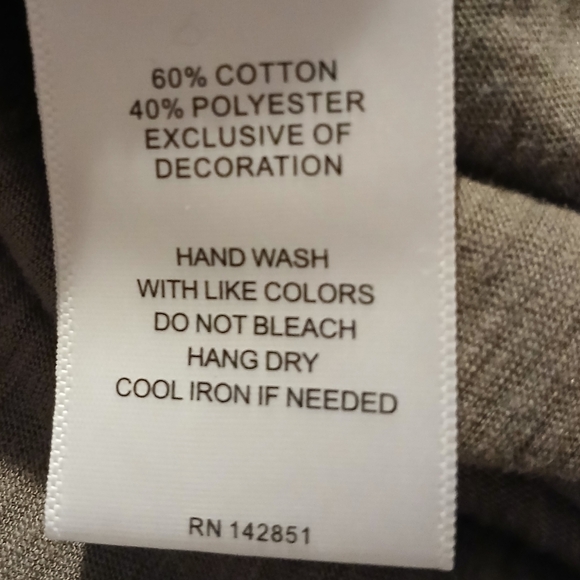 60% COTTON
40% POLYESTER
EXCLUSIVE OF
DECORATION
HAND WASH
WITH LIKE COLORS
DO NOT BLEACH
HANG DRY
COOL IRON IF NEEDED
RN 142851